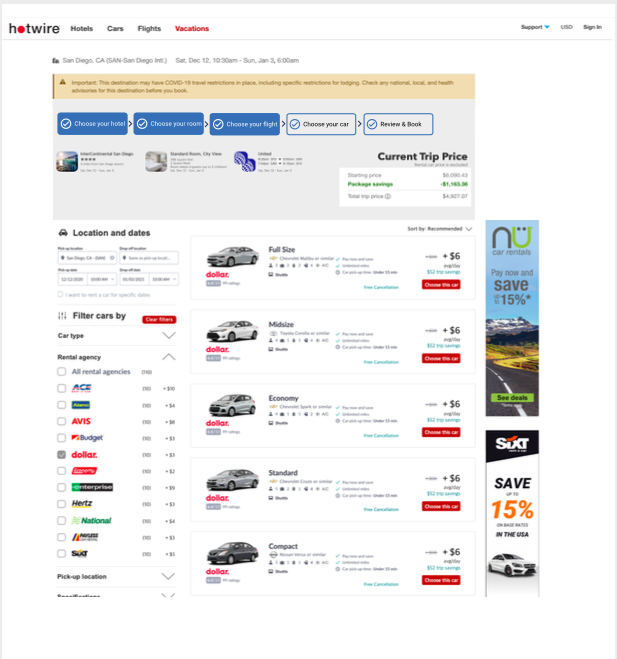 hotwire
Hotels Cars Flights Vacations
Support USD Sign In
San Diego, CA (SAN-San Diego Intl.) Sat, Dec 12, 10:30am - Sun, Jan 3, 6:00am
Important: This destination may have COVID-19 travel restrictions in place, including specific restrictions for lodging. Check any national, local, and health
advisories for this destination before you book.
Choose your hotel Choose your room Choose your flight Choose your car Review & Book
InterContinental San Diego
Standard Room, City View
United
Current Trip Price
Rental car price is excluded
Starting price $6,090.43
Package savings -$1,163.36
Total trip price $4,927.07
Location and dates
Pick-up location Drop-off location
San Diego, CA - (SAN) Same as pick-up locat...
Pick-up date Drop-off date
12/12/2020 10:00 AM 01/03/2021 10:00 AM
I want to rent a car for specific dates
Filter cars by Clear filters
Car type
Rental agency
All rental agencies (110)
ACE (10) + $10
Alamo (10) + $4
AVIS (10) + $8
Budget (10) + $3
dollar. (10) + $3
Economy (10) + $2
enterprise (10) + $9
Hertz (10) + $3
National (10) + $4
PAYLESS (10) + $3
SIXT (10) + $5
Pick-up location
Specifications
Sort by: Recommended
Full Size
Chevrolet Malibu or similar
Pay now and save
Unlimited miles
Car pick-up time: Under 15 min
Shuttle
dollar.
Free Cancellation
+ $6
avg/day
$52 trip savings
Choose this car
Midsize
Toyota Corolla or similar
Pay now and save
Unlimited miles
Car pick-up time: Under 15 min
Shuttle
dollar.
Free Cancellation
+ $6
avg/day
$52 trip savings
Choose this car
Economy
Chevrolet Spark or similar
Pay now and save
Unlimited miles
Car pick-up time: Under 15 min
Shuttle
dollar.
Free Cancellation
+ $6
avg/day
$52 trip savings
Choose this car
Standard
Chevrolet Cruze or similar
Pay now and save
Unlimited miles
Car pick-up time: Under 15 min
Shuttle
dollar.
Free Cancellation
+ $6
avg/day
$52 trip savings
Choose this car
Compact
Nissan Versa or similar
Pay now and save
Unlimited miles
Car pick-up time: Under 15 min
Shuttle
dollar.
Free Cancellation
+ $6
avg/day
$52 trip savings
Choose this car
nü
car rentals
Pay now and
save
15%*
See deals
SIXT
SAVE
UP TO
15%
ON BASE RATES
IN THE USA